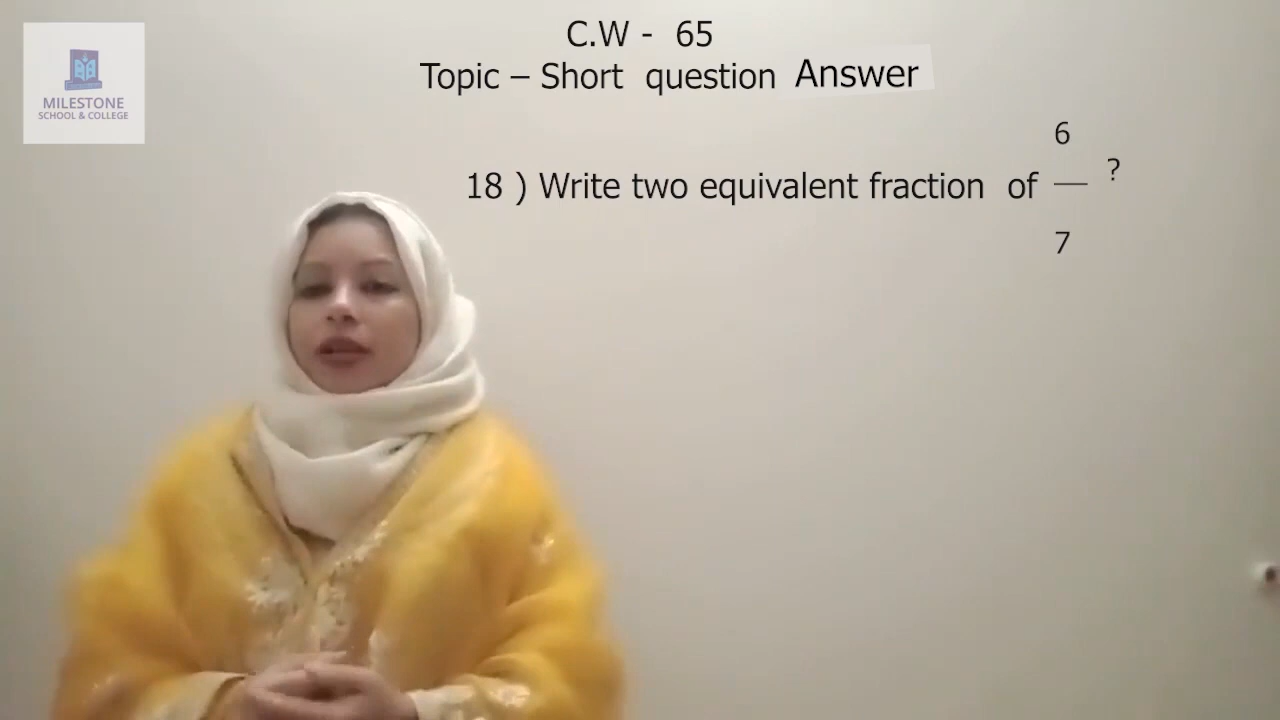 MILESTONE
SCHOOL & COLLEGE
C.W - 65
Topic – Short question Answer
18 ) Write two equivalent fraction of 6/7 ?